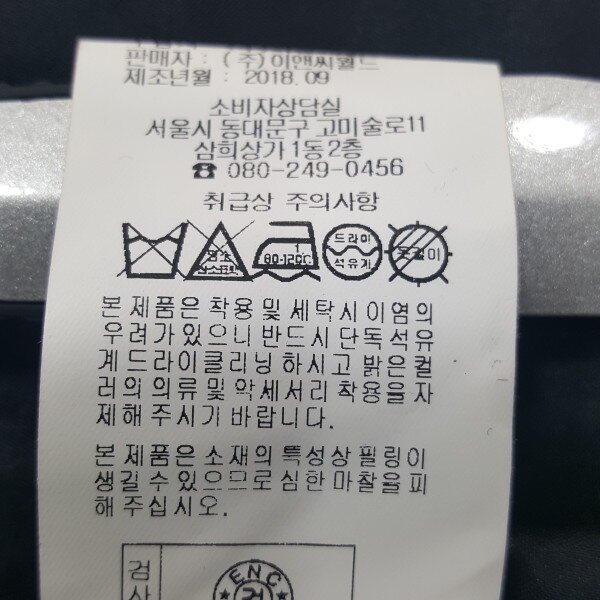 판매자 : (주)이앤씨월드
제조년월 : 2018.09
소비자상담실
서울시 동대문구 고미술로11
삼희상가 1동2층
☎ 080-249-0456
취급상 주의사항
염소
산소표백
80-120℃
드라이
석유계
옷걸이
본 제품은 착용 및 세탁시 이염의
우려가 있으니 반드시 단독석유
계 드라이클리닝 하시고 밝은컬
러의 의류 및 악세서리 착용을 자
제해 주시기 바랍니다.
본 제품은 소재의 특성상 필링이
생길 수 있으므로 심한 마찰을 피
해 주십시오.
검
ENC
검